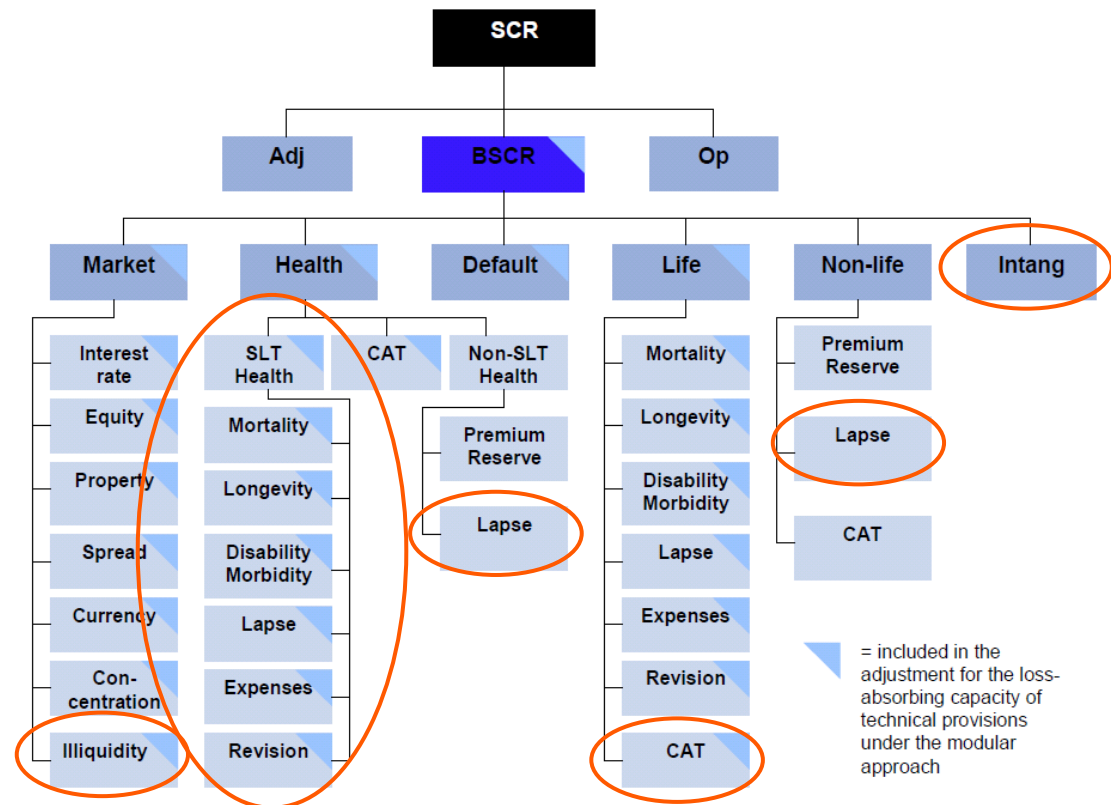 SCR
Adj
BSCR
Op
Market
Health
Default
Life
Non-life
Intang
Interest
rate
Equity
Property
Spread
Currency
Con-
centration
Illiquidity
SLT
Health
CAT
Non-SLT
Health
Mortality
Longevity
Disability
Morbidity
Lapse
Expenses
Revision
Premium
Reserve
Lapse
Mortality
Longevity
Disability
Morbidity
Lapse
Expenses
Revision
CAT
Premium
Reserve
Lapse
CAT
= included in the
adjustment for the loss-
absorbing capacity of
technical provisions
under the modular
approach